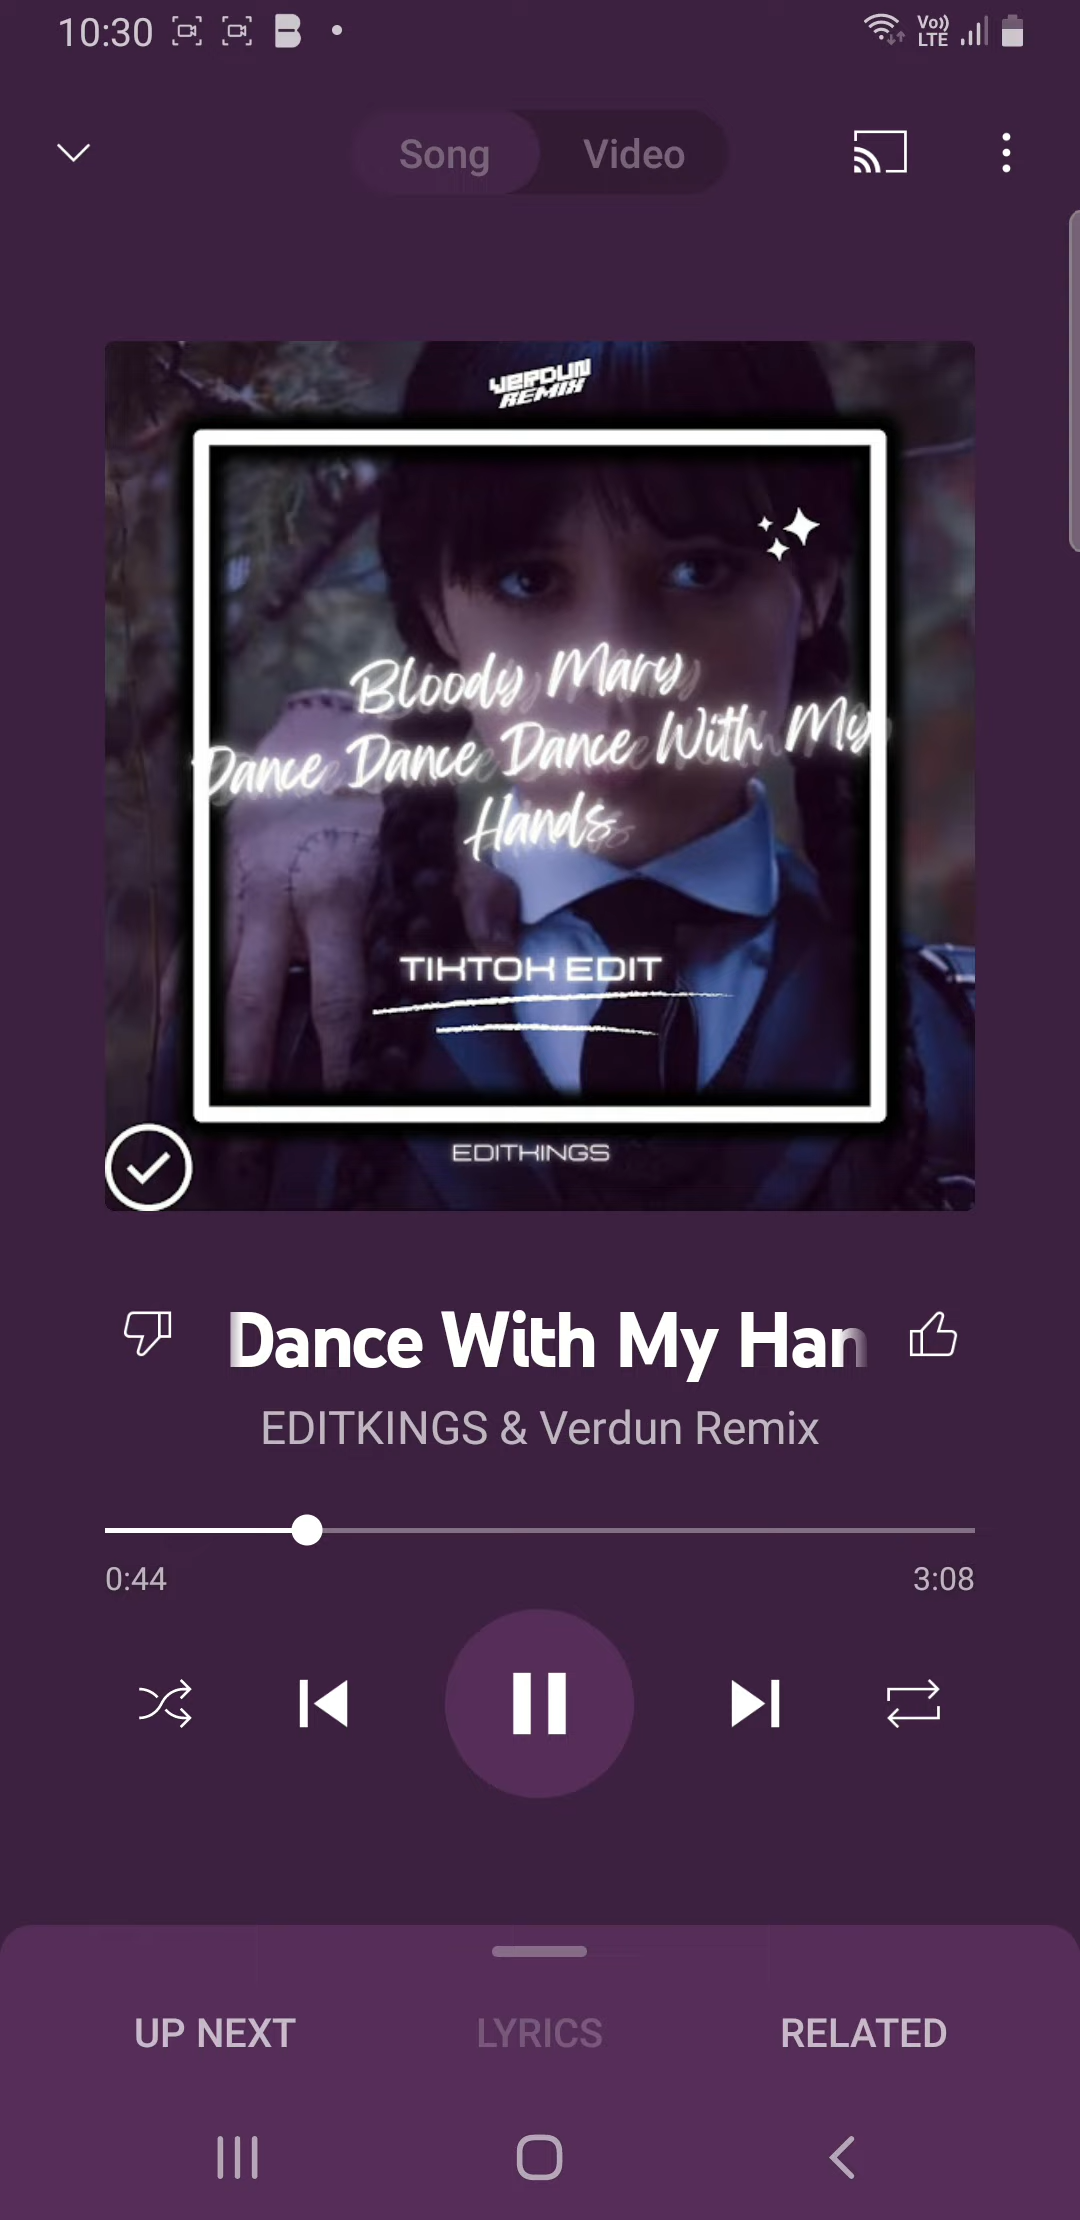 10:30
Vo))
LTE
Song Video
VERDUN
REMIX
Bloody Mary
Dance Dance Dance With My
Hands
TIKTOK EDIT
EDITKINGS
Dance With My Han
EDITKINGS & Verdun Remix
0:44 3:08
UP NEXT LYRICS RELATED